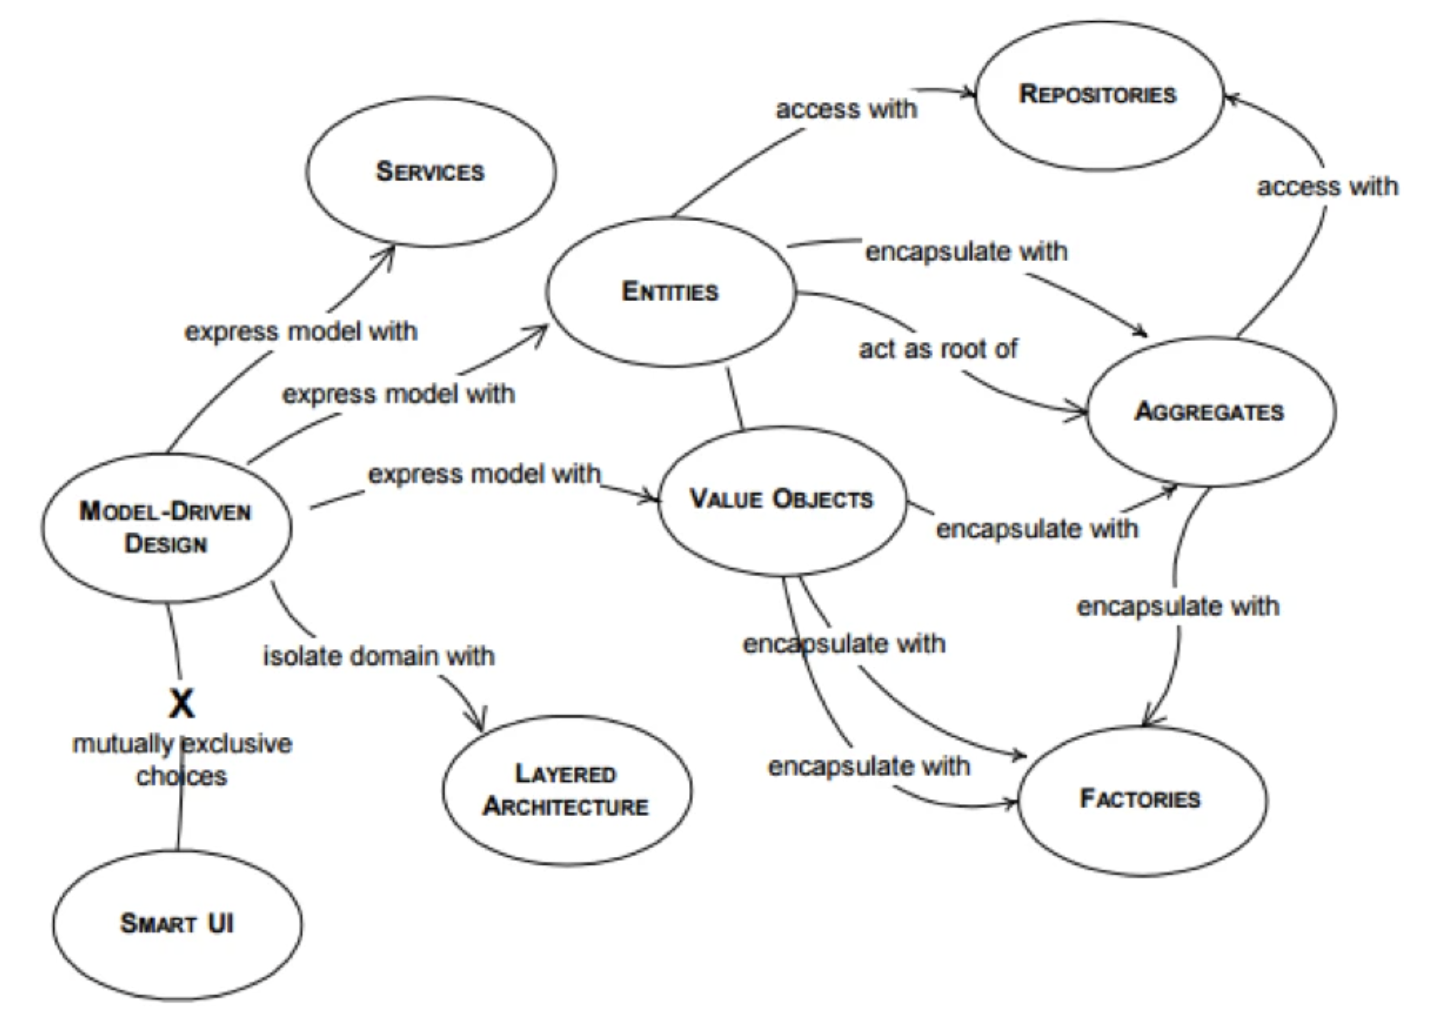 REPOSITORIES
access with
SERVICES
access with
encapsulate with
ENTITIES
express model with
act as root of
express model with
AGGREGATES
express model with
VALUE OBJECTS
MODEL-DRIVEN
DESIGN
encapsulate with
encapsulate with
encapsulate with
isolate domain with
X
mutually exclusive
choices
encapsulate with
LAYERED
ARCHITECTURE
FACTORIES
SMART UI